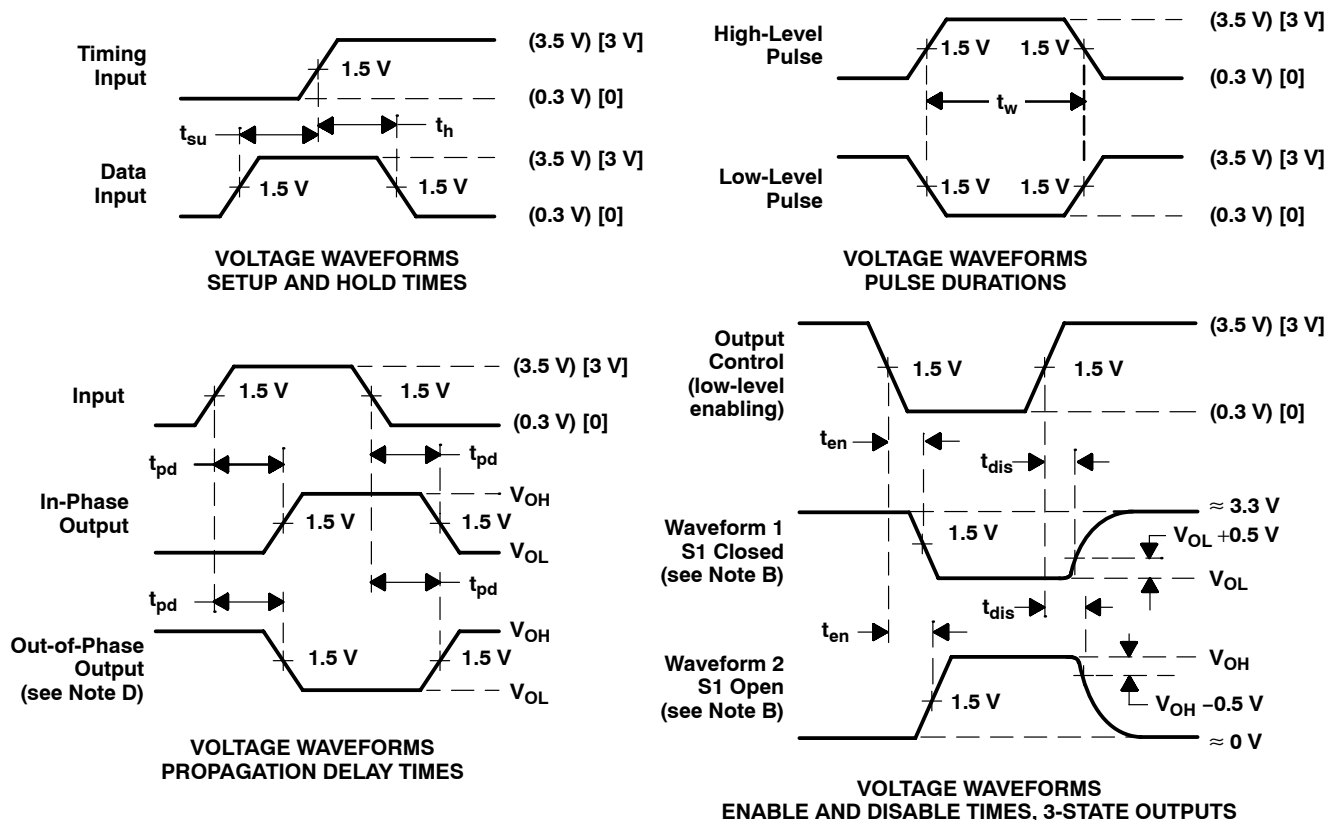 Timing
Input
1.5 V
(3.5 V) [3 V]
(0.3 V) [0]
tsu
th
Data
Input
1.5 V
1.5 V
(3.5 V) [3 V]
(0.3 V) [0]
VOLTAGE WAVEFORMS
SETUP AND HOLD TIMES
High-Level
Pulse
1.5 V
1.5 V
(3.5 V) [3 V]
(0.3 V) [0]
tw
Low-Level
Pulse
1.5 V
1.5 V
(3.5 V) [3 V]
(0.3 V) [0]
VOLTAGE WAVEFORMS
PULSE DURATIONS
Input
1.5 V
1.5 V
(3.5 V) [3 V]
(0.3 V) [0]
tpd
tpd
In-Phase
Output
1.5 V
1.5 V
VOH
VOL
tpd
tpd
Out-of-Phase
Output
(see Note D)
1.5 V
1.5 V
VOH
VOL
VOLTAGE WAVEFORMS
PROPAGATION DELAY TIMES
Output
Control
(low-level
enabling)
1.5 V
1.5 V
(3.5 V) [3 V]
(0.3 V) [0]
ten
tdis
Waveform 1
S1 Closed
(see Note B)
1.5 V
≈ 3.3 V
VOL +0.5 V
VOL
ten
tdis
Waveform 2
S1 Open
(see Note B)
1.5 V
VOH
VOH −0.5 V
≈ 0 V
VOLTAGE WAVEFORMS
ENABLE AND DISABLE TIMES, 3-STATE OUTPUTS